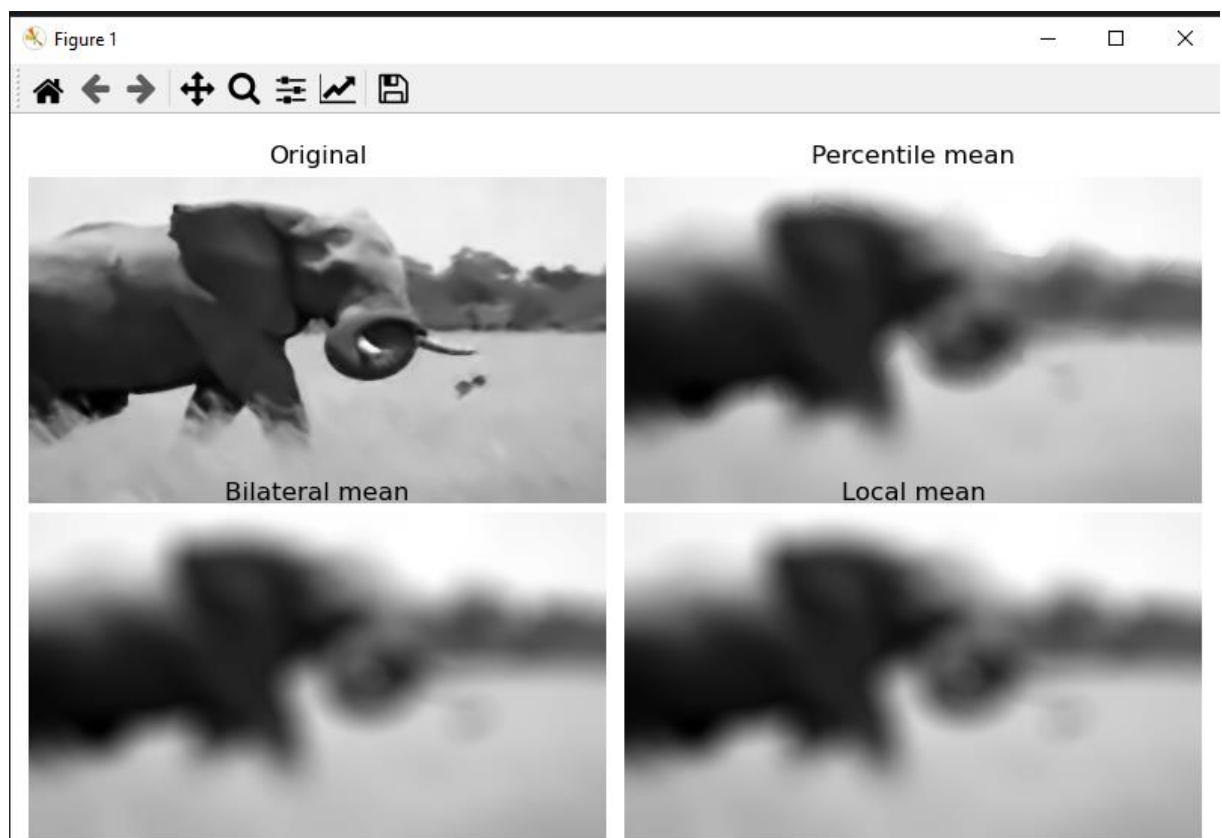 Figure 1
Original
Percentile mean
Bilateral mean
Local mean